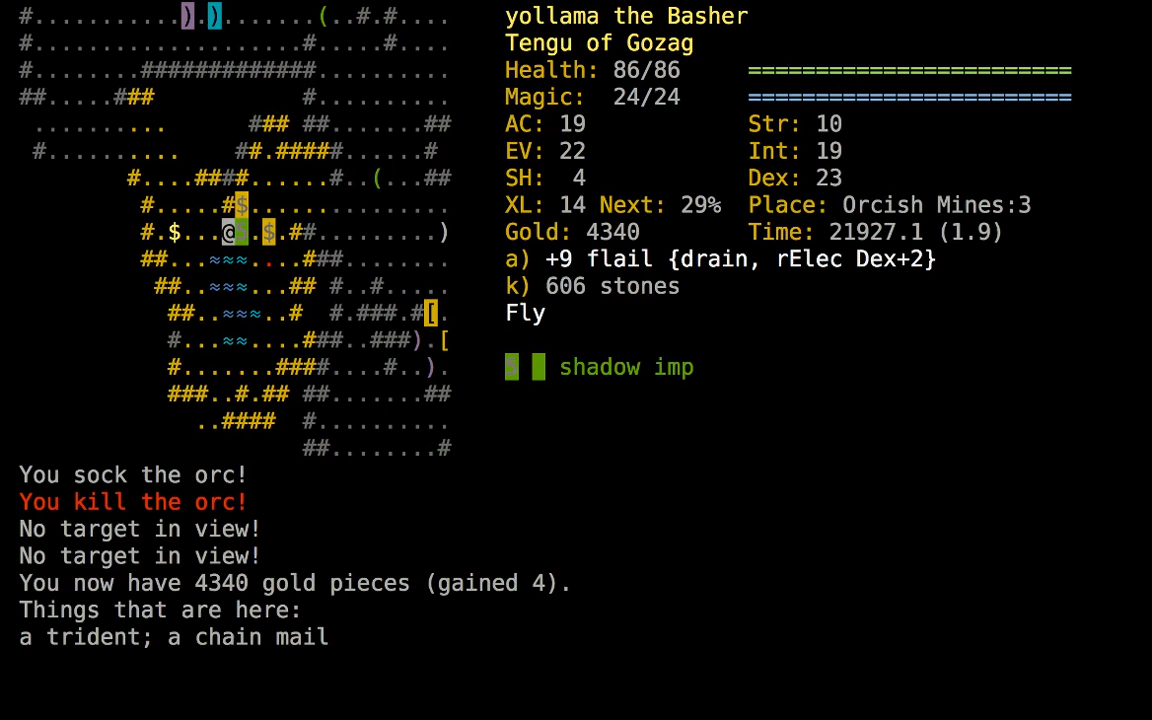 #...........).).......(..#.#.... yollama the Basher
#....................#.....#.... Tengu of Gozag
#........#############.......... Health: 86/86 ========================
##.....### #.......... Magic: 24/24 ========================
.......... ### ##.......## AC: 19 Str: 10
#.......... ##.#####......# EV: 22 Int: 19
#....####......#..(...## SH: 4 Dex: 23
#.....#$............... XL: 14 Next: 29% Place: Orcish Mines:3
#.$...@5.$.##.........) Gold: 4340 Time: 21927.1 (1.9)
##...≈≈≈....###........ a) +9 flail {drain, rElec Dex+2}
##..≈≈≈...## #..#..... k) 606 stones
##..≈≈≈..# #.###.#[. Fly
#...≈≈....###..###).[
#.......####....#..). 5 shadow imp
###..#.## ##.......##
..#### #..........
##........#
You sock the orc!
You kill the orc!
No target in view!
No target in view!
You now have 4340 gold pieces (gained 4).
Things that are here:
a trident; a chain mail